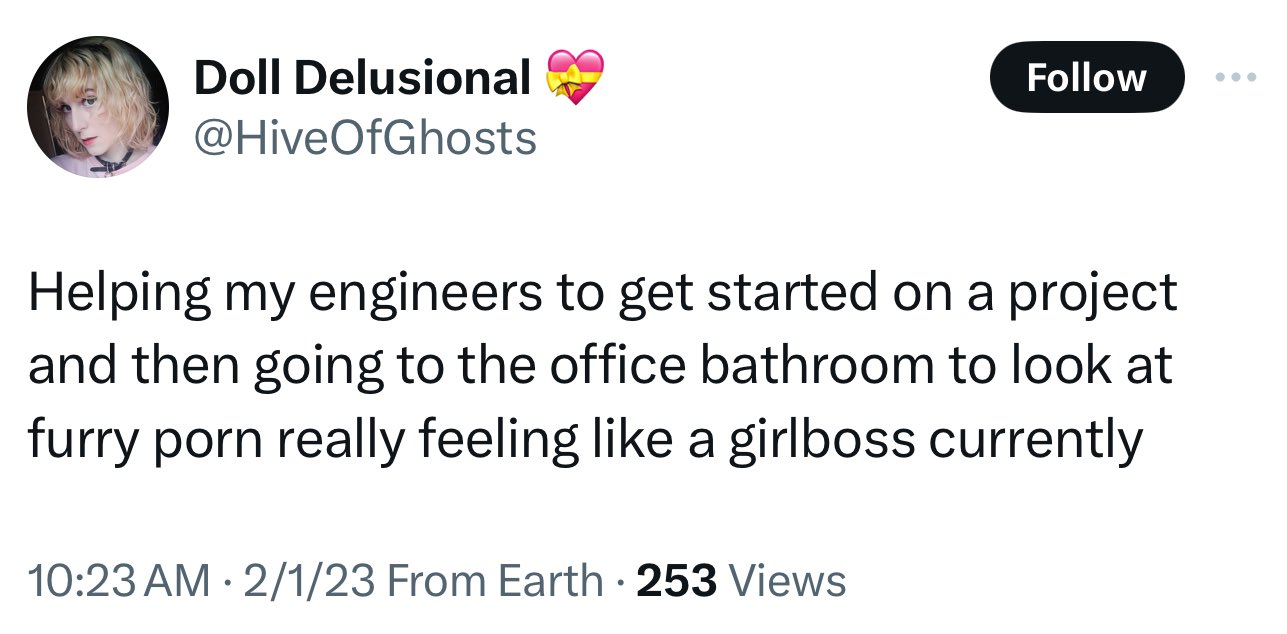 Doll Delusional 💝
@HiveOfGhosts
Follow
Helping my engineers to get started on a project
and then going to the office bathroom to look at
furry porn really feeling like a girlboss currently
10:23 AM · 2/1/23 From Earth · 253 Views